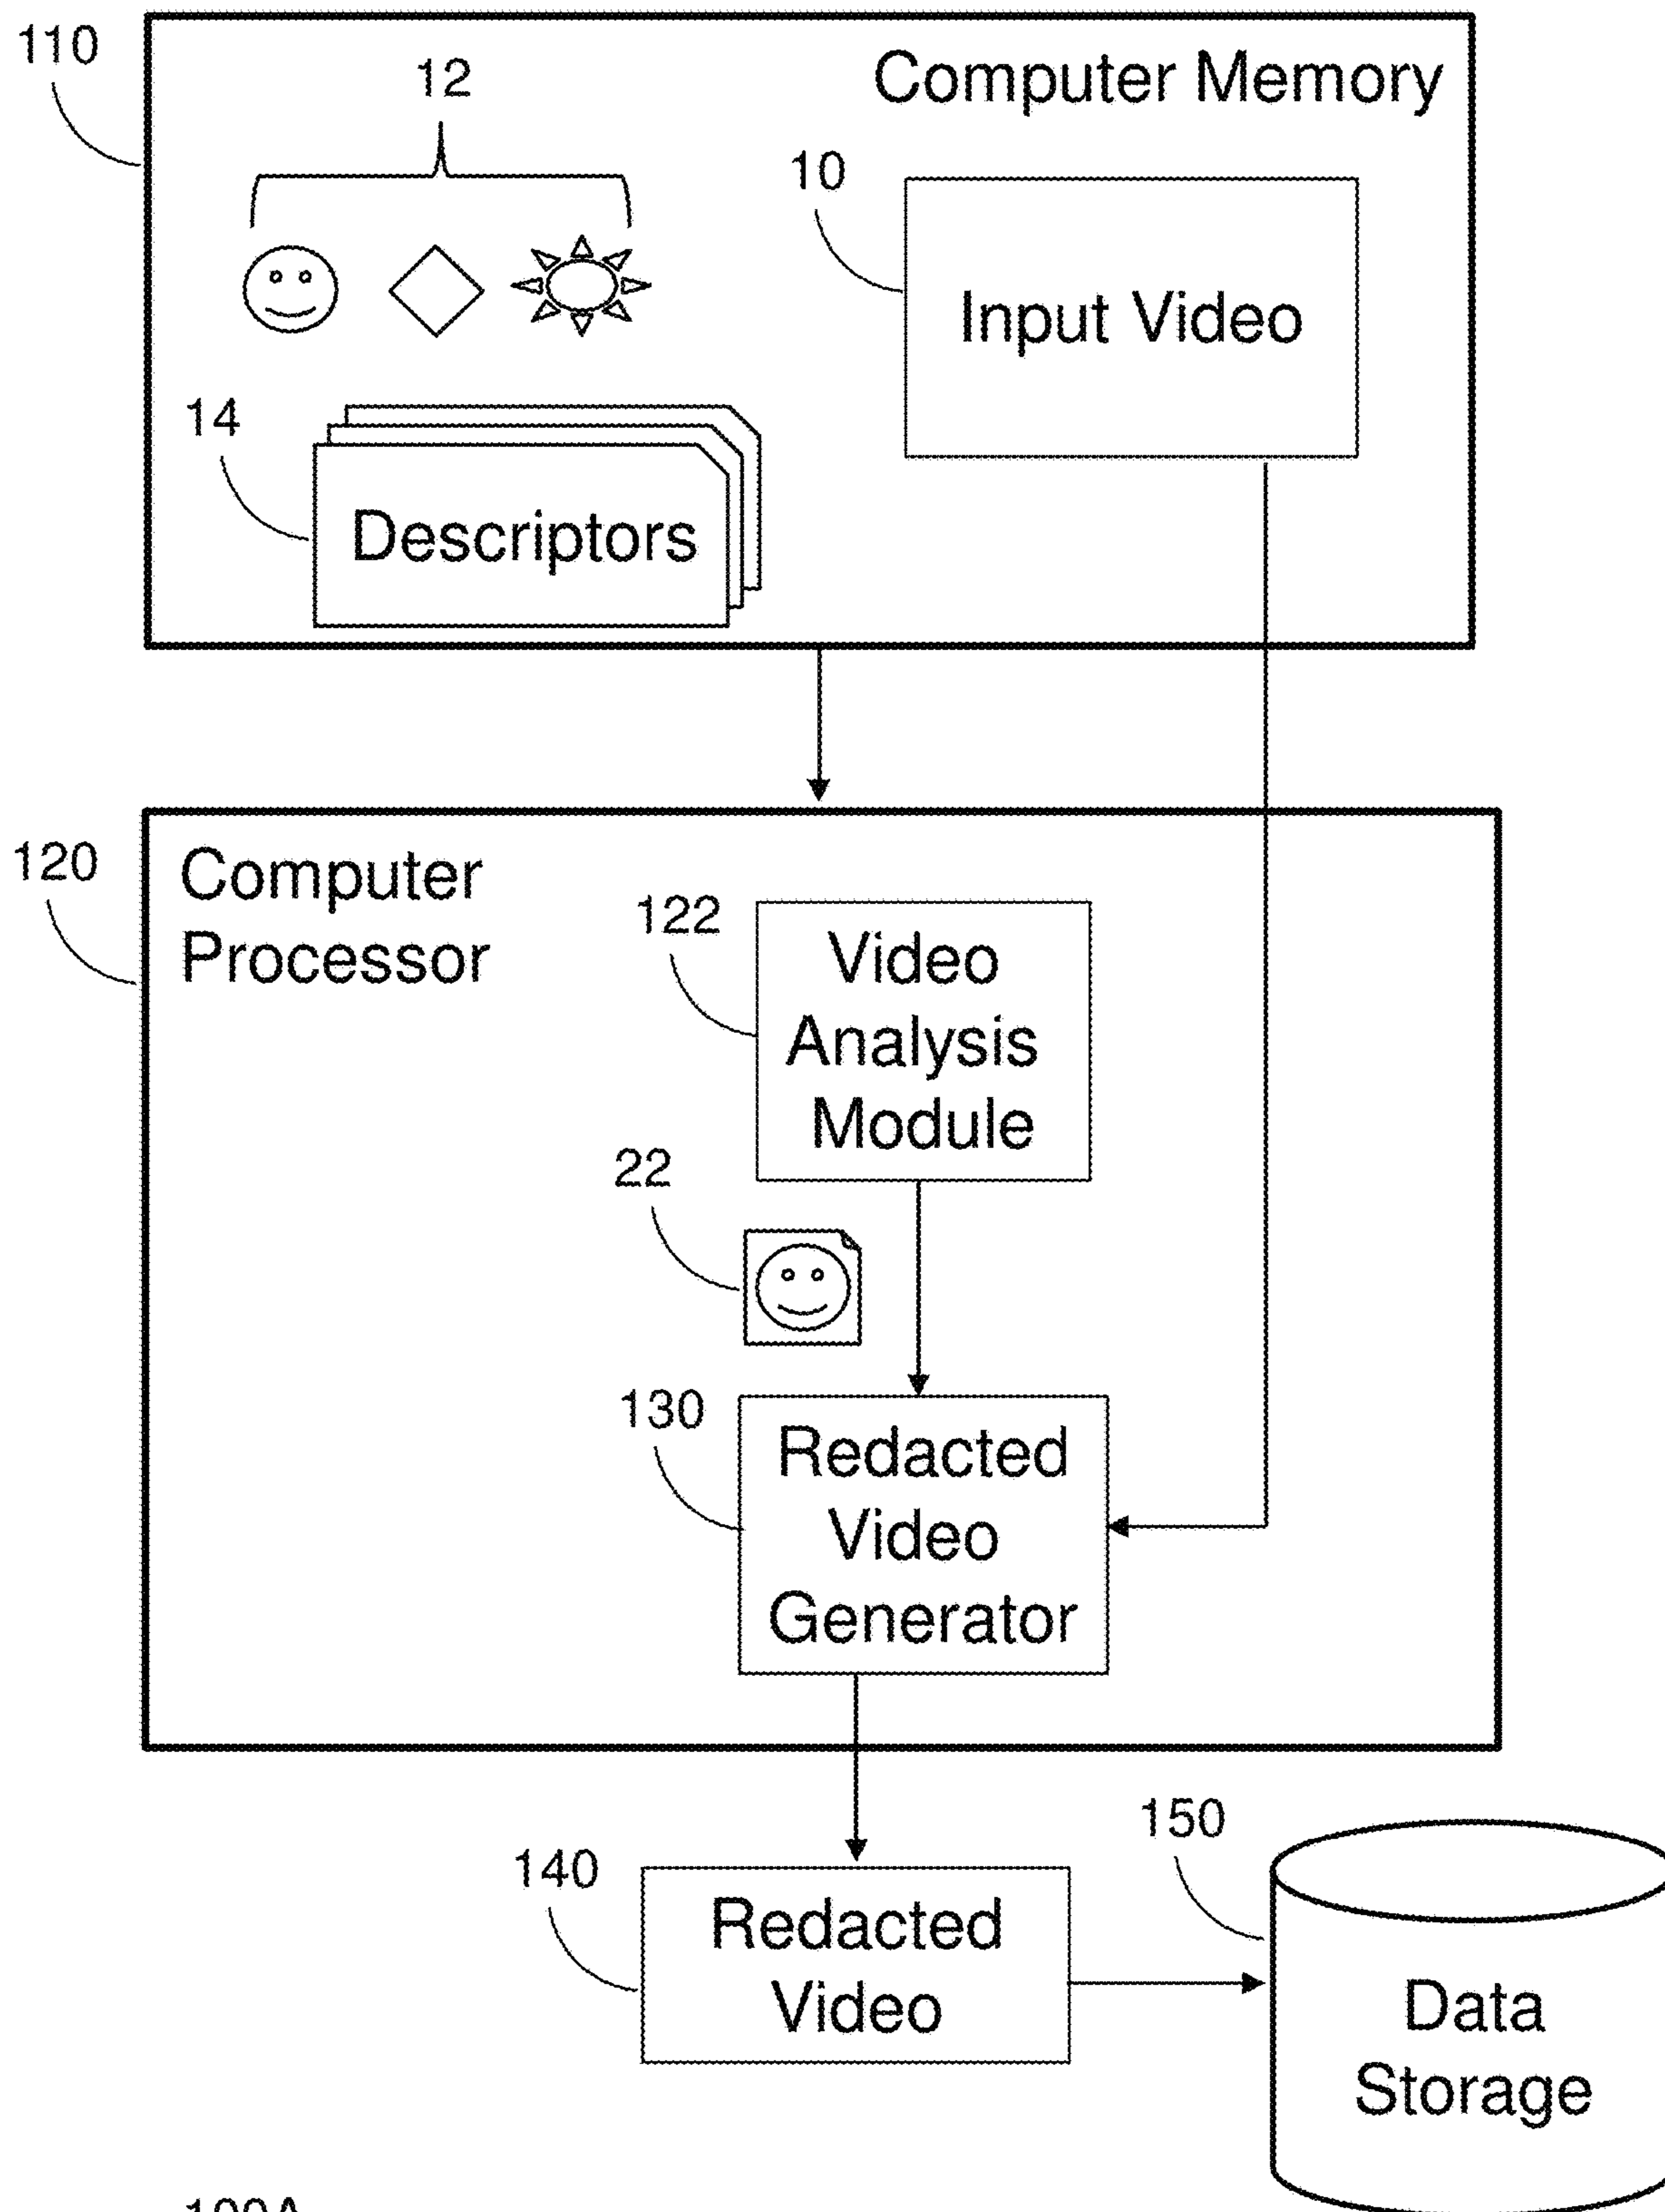 110
12
Computer Memory
10
Input Video
14
Descriptors
120
Computer
Processor
122
Video
Analysis
Module
22
130
Redacted
Video
Generator
140
Redacted
Video
150
Data
Storage